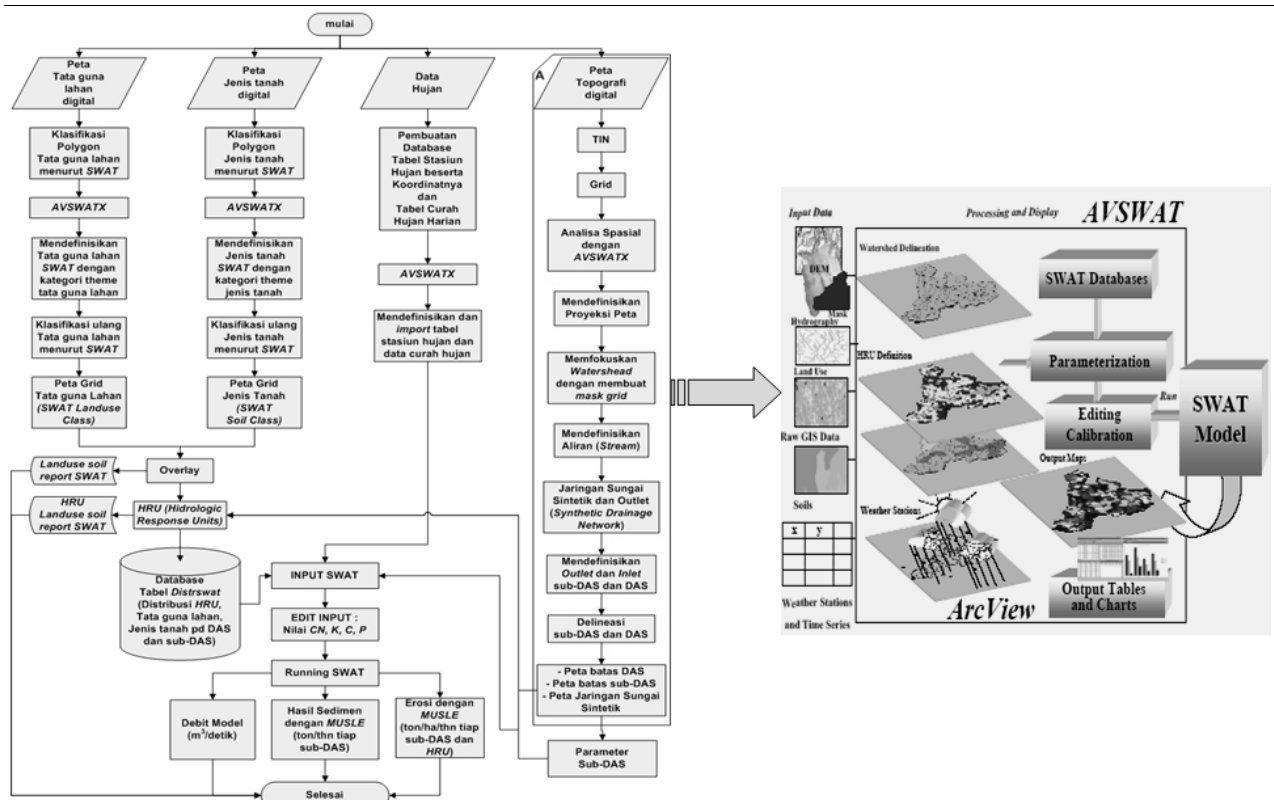 mulai
Peta
Tata guna
lahan
digital
Klasifikasi
Polygon
Tata guna lahan
menurut SWAT
AVSWATX
Mendefinisikan
Tata guna lahan
SWAT dengan
kategori theme
tata guna lahan
Klasifikasi ulang
Tata guna lahan
menurut SWAT
Peta Grid
Tata guna Lahan
(SWAT Landuse
Class)
Peta
Jenis tanah
digital
Klasifikasi
Polygon
Jenis tanah
menurut SWAT
AVSWATX
Mendefinisikan
Jenis tanah
SWAT dengan
kategori theme
jenis tanah
Klasifikasi ulang
Jenis tanah
menurut SWAT
Peta Grid
Jenis Tanah
(SWAT
Soil Class)
Overlay
Landuse soil
report SWAT
HRU (Hidrologic
Response Units)
HRU
Landuse soil
report SWAT
Database
Tabel Distrswat
(Distribusi HRU,
Tata guna lahan,
Jenis tanah pd DAS
dan sub-DAS)
Data
Hujan
Pembuatan
Database
Tabel Stasiun
Hujan beserta
Koordinatnya
dan
Tabel Curah
Hujan Harian
AVSWATX
Mendefinisikan dan
import tabel
stasiun hujan dan
data curah hujan
A
Peta
Topografi
digital
TIN
Grid
Analisa Spasial
dengan
AVSWATX
Mendefinisikan
Proyeksi Peta
Memfokuskan
Watershed
dengan membuat
mask grid
Mendefinisikan
Aliran (Stream)
Jaringan Sungai
Sintetik dan Outlet
(Synthetic Drainage
Network)
Mendefinisikan
Outlet dan Inlet
sub-DAS dan DAS
Delineasi
sub-DAS dan DAS
- Peta batas DAS
- Peta batas sub-DAS
- Peta Jaringan Sungai
Sintetik
Parameter
Sub-DAS
INPUT SWAT
EDIT INPUT :
Nilai CN, K, C, P
Running SWAT
Debit Model
(m³/detik)
Hasil Sedimen
dengan MUSLE
(ton/thn tiap
sub-DAS)
Erosi dengan
MUSLE
(ton/ha/thn tiap
sub-DAS dan
HRU)
Selesai
Input Data
Processing and Display
AVSWAT
Watershed Delineation
DEM
Mask
Hydrography
HRU Definition
Land Use
Raw GIS Data
Soils
Weather Stations
x y
Weather Stations
and Time Series
SWAT Databases
Parameterization
Editing
Calibration
Run
SWAT
Model
Output Maps
Output Tables
and Charts
ArcView